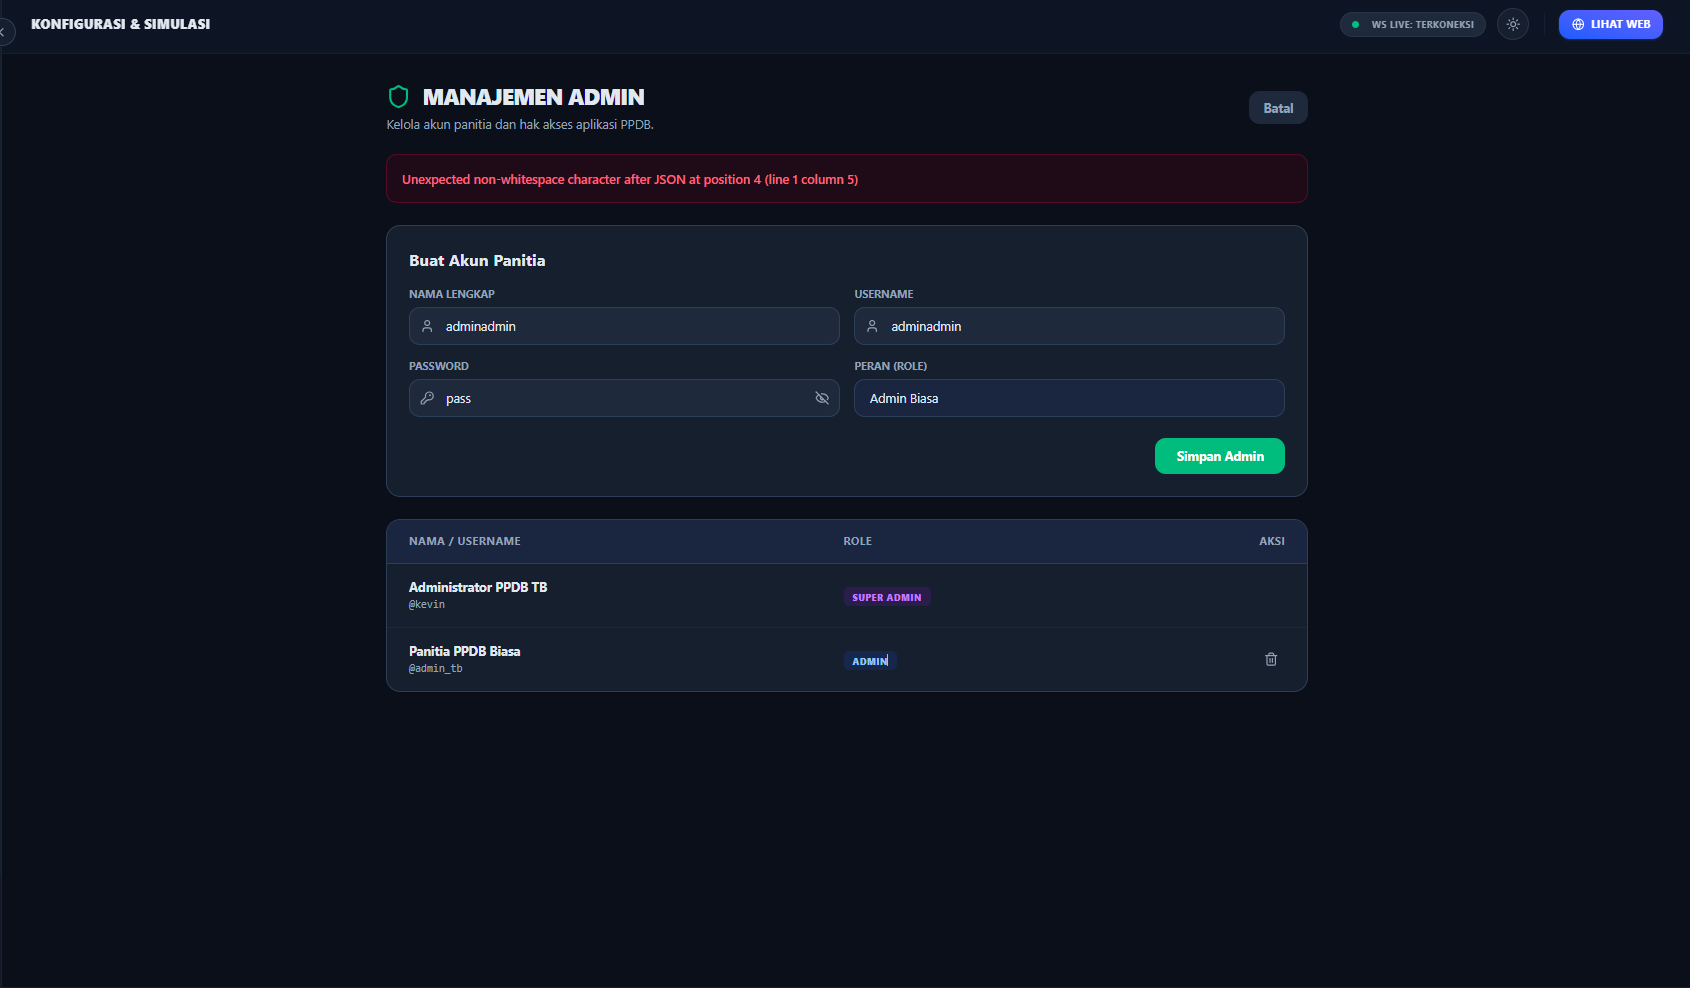 KONFIGURASI & SIMULASI
WS LIVE: TERKONEKSI
LIHAT WEB
MANAJEMEN ADMIN
Kelola akun panitia dan hak akses aplikasi PPDB.
Batal
Unexpected non-whitespace character after JSON at position 4 (line 1 column 5)
Buat Akun Panitia
NAMA LENGKAP
USERNAME
adminadmin
adminadmin
PASSWORD
PERAN (ROLE)
pass
Admin Biasa
Simpan Admin
NAMA / USERNAME
ROLE
AKSI
Administrator PPDB TB
@kevin
SUPER ADMIN
Panitia PPDB Biasa
@admin_tb
ADMIN